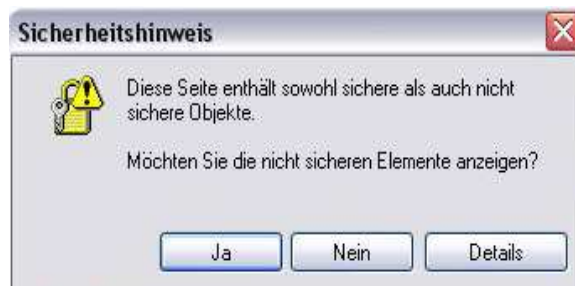 Sicherheitshinweis
Diese Seite enthält sowohl sichere als auch nicht
sichere Objekte.
Möchten Sie die nicht sicheren Elemente anzeigen?
Ja Nein Details